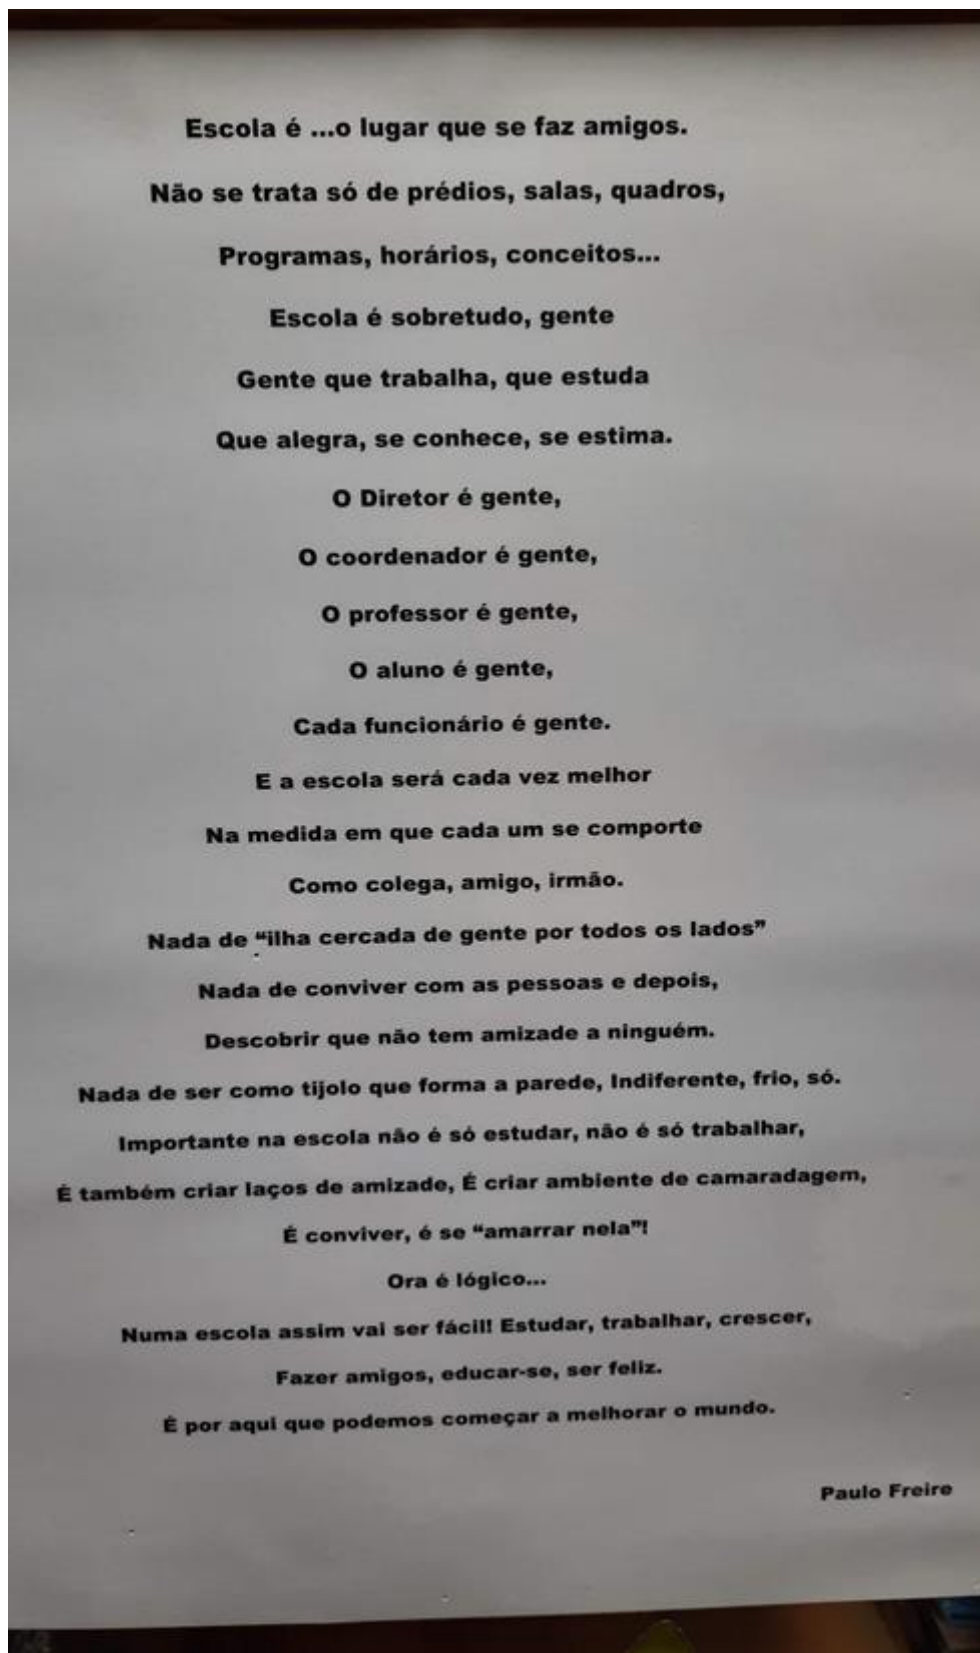 Escola é ...o lugar que se faz amigos.
Não se trata só de prédios, salas, quadros,
Programas, horários, conceitos...
Escola é sobretudo, gente
Gente que trabalha, que estuda
Que alegra, se conhece, se estima.
O Diretor é gente,
O coordenador é gente,
O professor é gente,
O aluno é gente,
Cada funcionário é gente.
E a escola será cada vez melhor
Na medida em que cada um se comporte
Como colega, amigo, irmão.
Nada de “ilha cercada de gente por todos os lados”
Nada de conviver com as pessoas e depois,
Descobrir que não tem amizade a ninguém.
Nada de ser como tijolo que forma a parede, Indiferente, frio, só.
Importante na escola não é só estudar, não é só trabalhar,
É também criar laços de amizade, É criar ambiente de camaradagem,
É conviver, é se “amarrar nela”!
Ora é lógico...
Numa escola assim vai ser fácil! Estudar, trabalhar, crescer,
Fazer amigos, educar-se, ser feliz.
É por aqui que podemos começar a melhorar o mundo.
Paulo Freire